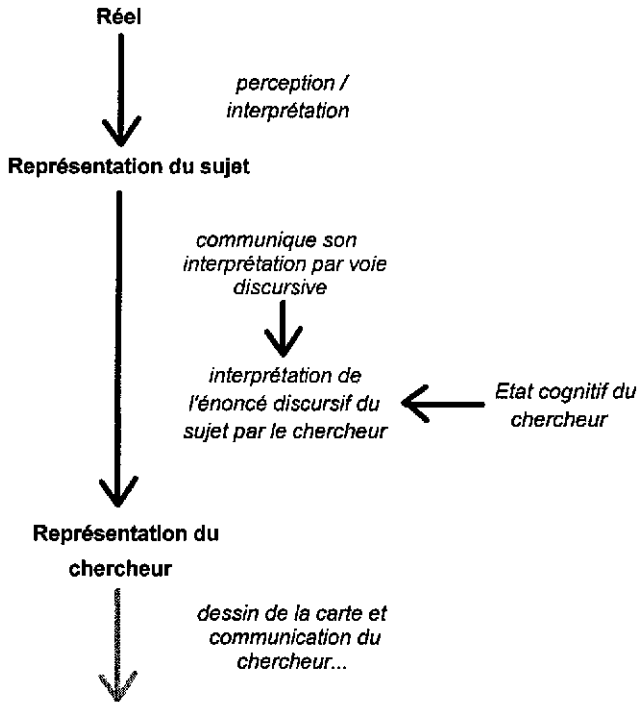 Réel
perception /
interprétation
Représentation du sujet
communique son
interprétation par voie
discursive
interprétation de
l'énoncé discursif du
sujet par le chercheur
Etat cognitif du
chercheur
Représentation du
chercheur
dessin de la carte et
communication du
chercheur...